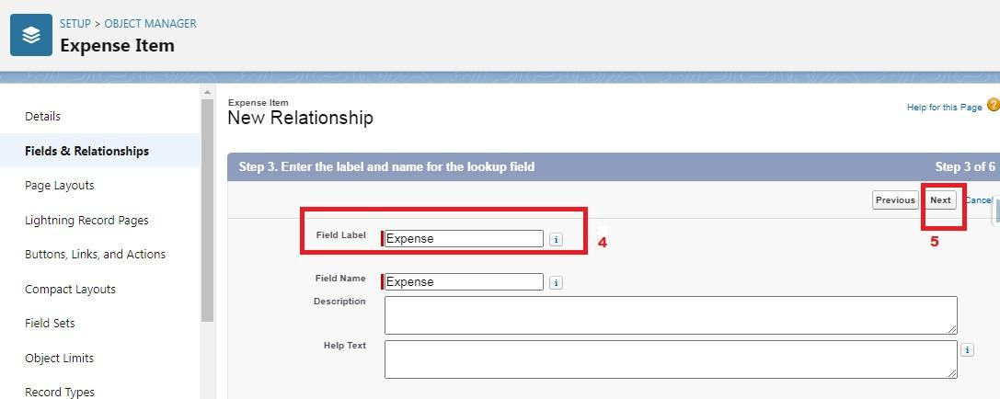 SETUP > OBJECT MANAGER
Expense Item
Details
Fields & Relationships
Page Layouts
Lightning Record Pages
Buttons, Links, and Actions
Compact Layouts
Field Sets
Object Limits
Record Types
Expense Item
New Relationship
Help for this Page ?
Step 3. Enter the label and name for the lookup field Step 3 of 6
Previous Next Cancel
5
Field Label Expense i 4
Field Name Expense i
Description
Help Text i